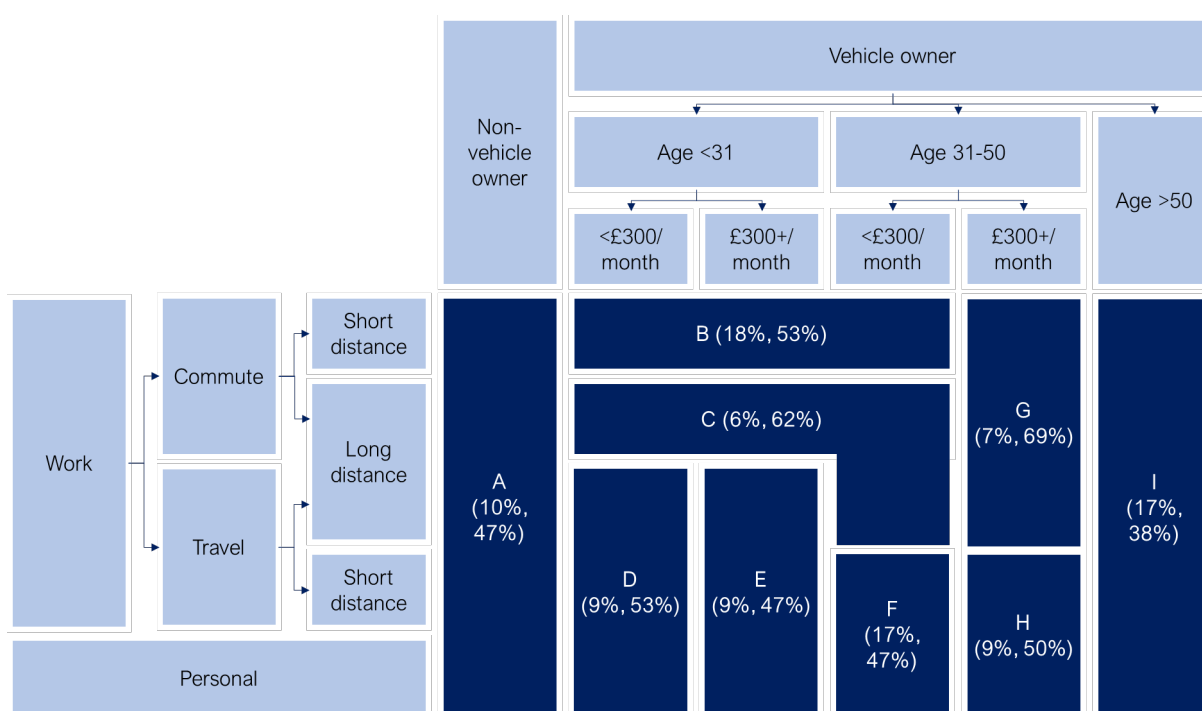 Vehicle owner
Non-
vehicle
owner
Age <31
Age 31-50
Age >50
<£300/
month
£300+/
month
<£300/
month
£300+/
month
Work
Commute
Travel
Short
distance
Long
distance
Short
distance
Personal
A
(10%,
47%)
B (18%, 53%)
C (6%, 62%)
D
(9%, 53%)
E
(9%, 47%)
F
(17%,
47%)
G
(7%, 69%)
H
(9%, 50%)
I
(17%,
38%)